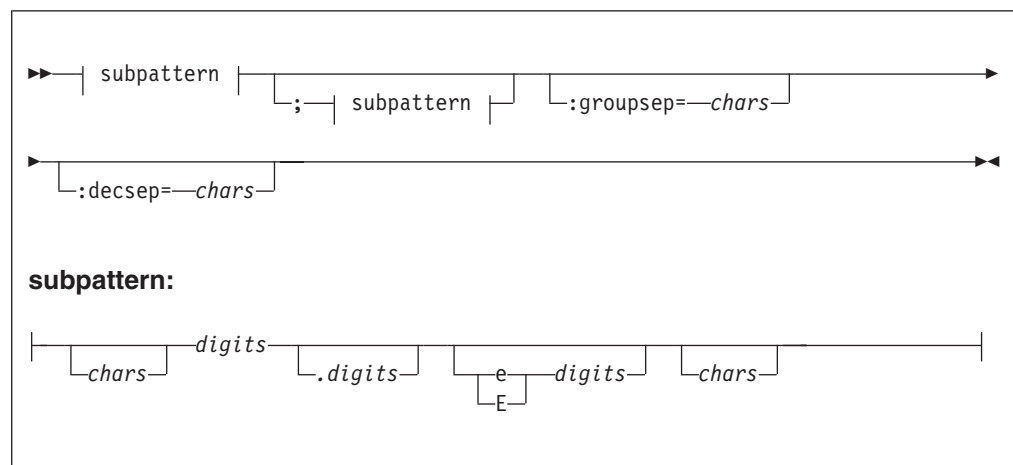 subpattern
; subpattern :groupsep= chars
:decsep= chars
subpattern:
digits
chars .digits e digits chars
E